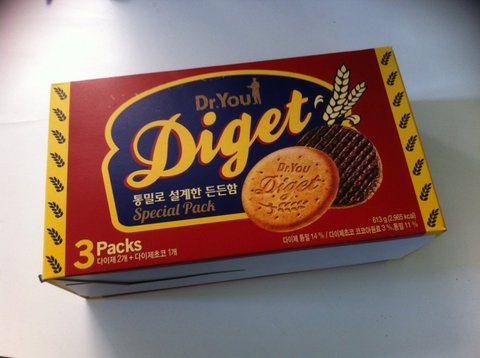 Dr.You
Diget
통밀로 설계한 든든함
Special Pack
Dr.You
Diget
3 Packs
다이제 2개 + 다이제초코 1개
613 g (2,985 kcal)
다이제 통밀 14 % / 다이제초코 코코아원료 3 %, 통밀 11 %